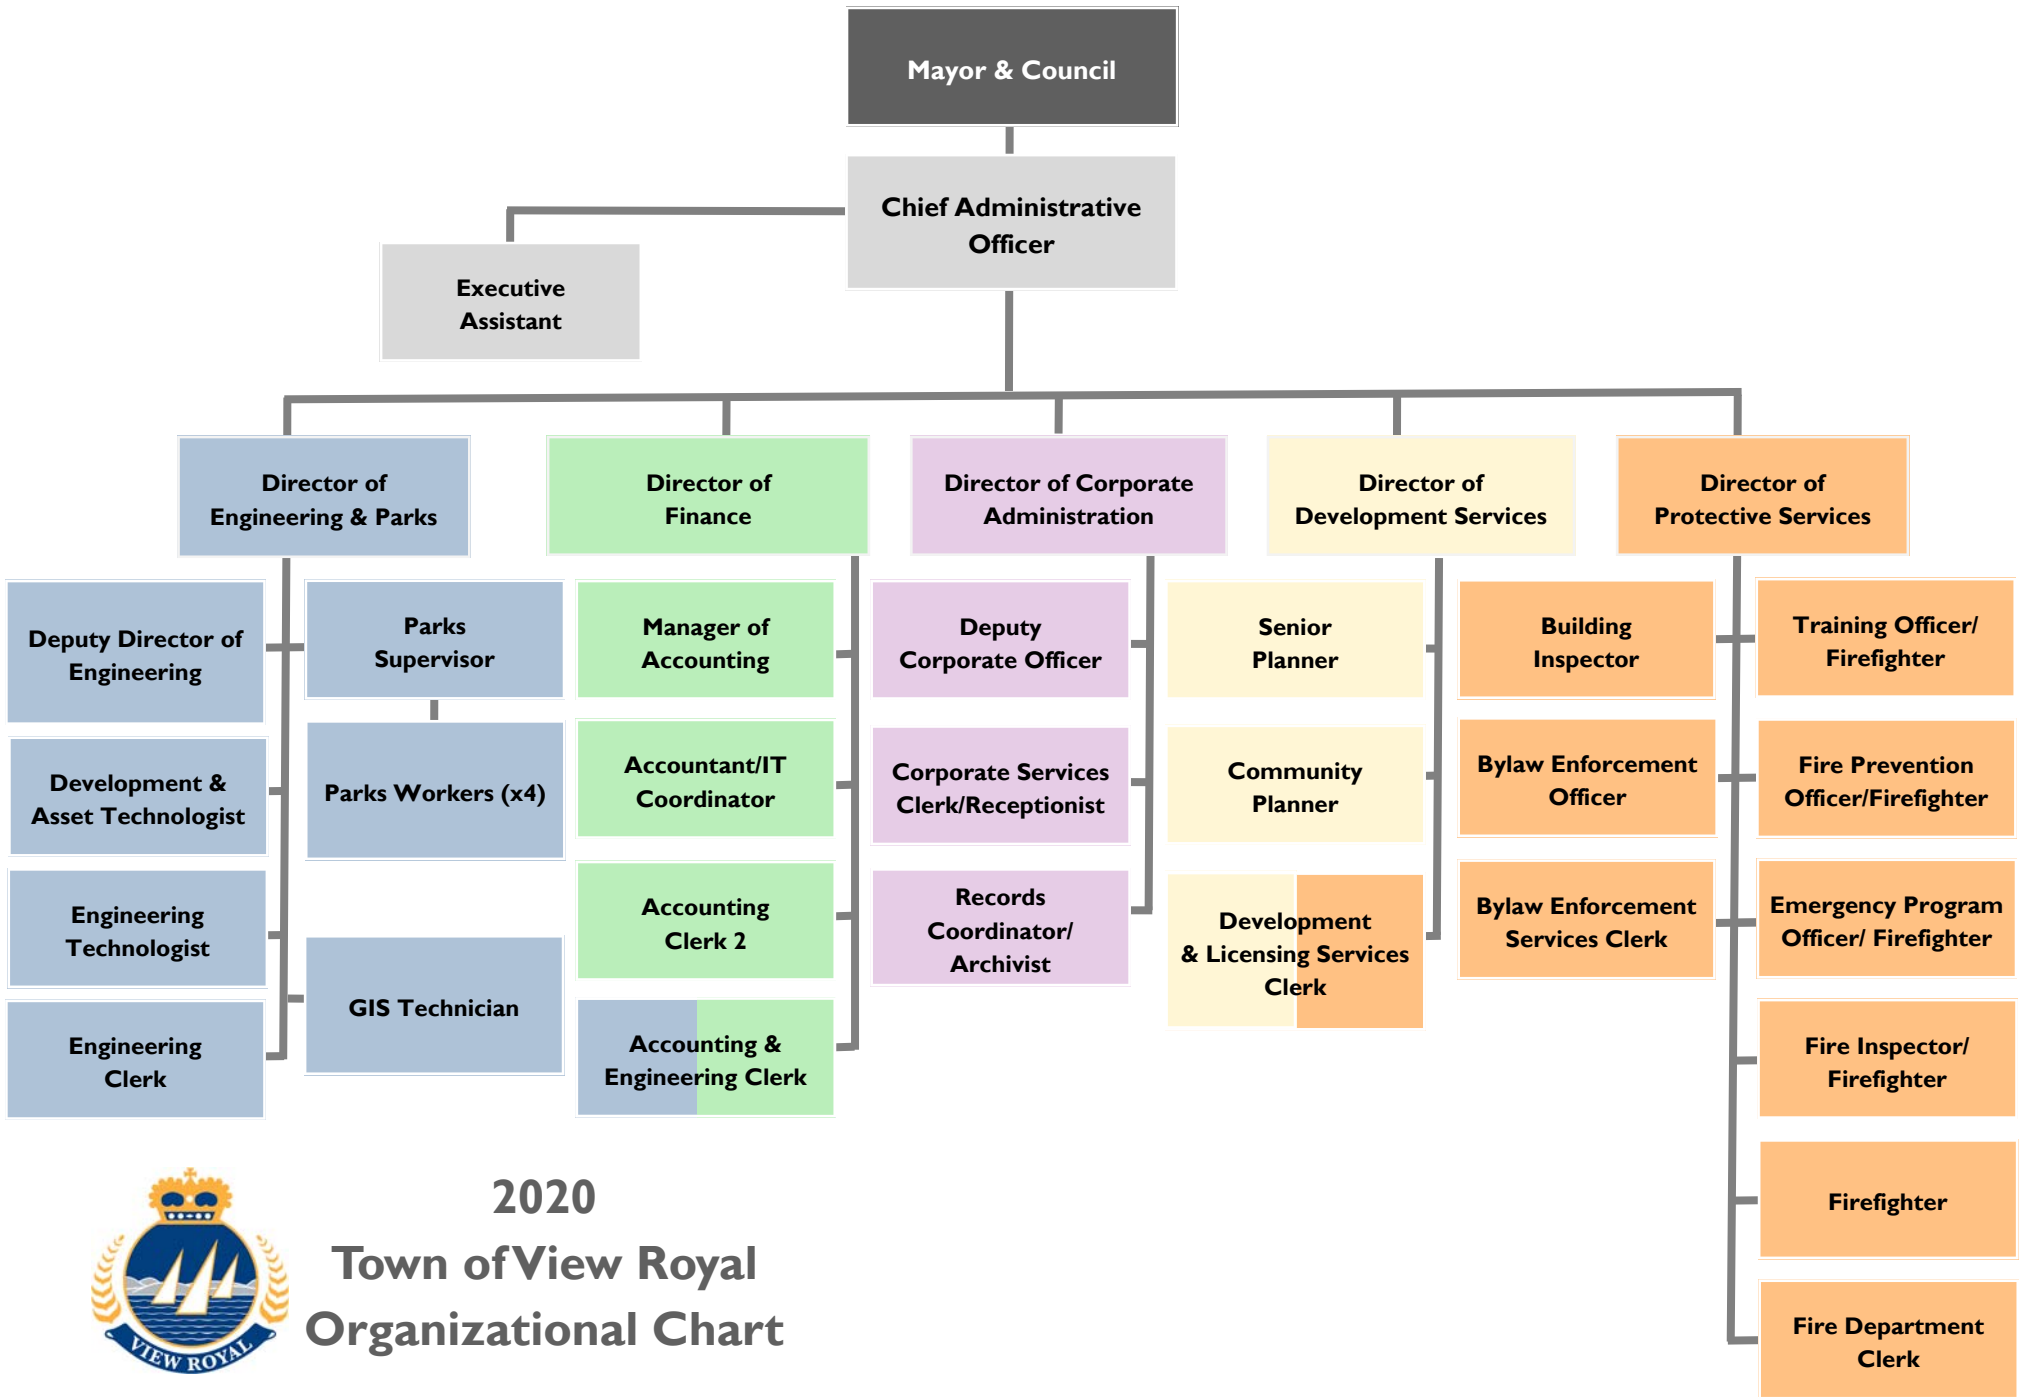 Mayor & Council
Chief Administrative
Officer
Executive
Assistant
Director of
Engineering & Parks
Director of
Finance
Director of Corporate
Administration
Director of
Development Services
Director of
Protective Services
Deputy Director of
Engineering
Parks
Supervisor
Manager of
Accounting
Deputy
Corporate Officer
Senior
Planner
Building
Inspector
Training Officer/
Firefighter
Development &
Asset Technologist
Parks Workers (x4)
Accountant/IT
Coordinator
Corporate Services
Clerk/Receptionist
Community
Planner
Bylaw Enforcement
Officer
Fire Prevention
Officer/Firefighter
Engineering
Technologist
GIS Technician
Accounting
Clerk 2
Records
Coordinator/
Archivist
Development
& Licensing Services
Clerk
Bylaw Enforcement
Services Clerk
Emergency Program
Officer/ Firefighter
Engineering
Clerk
Accounting &
Engineering Clerk
Fire Inspector/
Firefighter
Firefighter
Fire Department
Clerk
2020
Town of View Royal
Organizational Chart
VIEW ROYAL